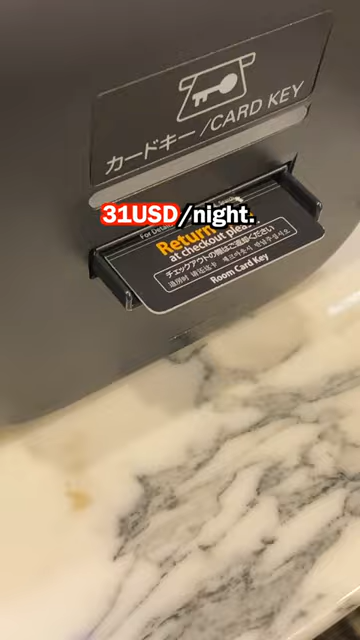 カードキー /CARD KEY
31USD/night.
Return
at checkout plea
チェックアウトの際はご返却ください
Room Card Key